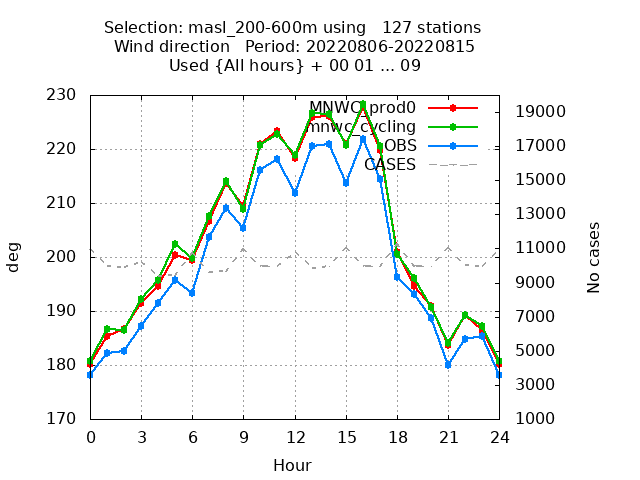 Selection: masl_200-600m using   127 stations
Wind direction   Period: 20220806-20220815
Used {All hours} + 00 01 ... 09
MNWC_prod0
mnwc_cycling
OBS
CASES
230
220
210
200
190
180
170
19000
17000
15000
13000
11000
9000
7000
5000
3000
1000
deg
No cases
0 3 6 9 12 15 18 21 24
Hour